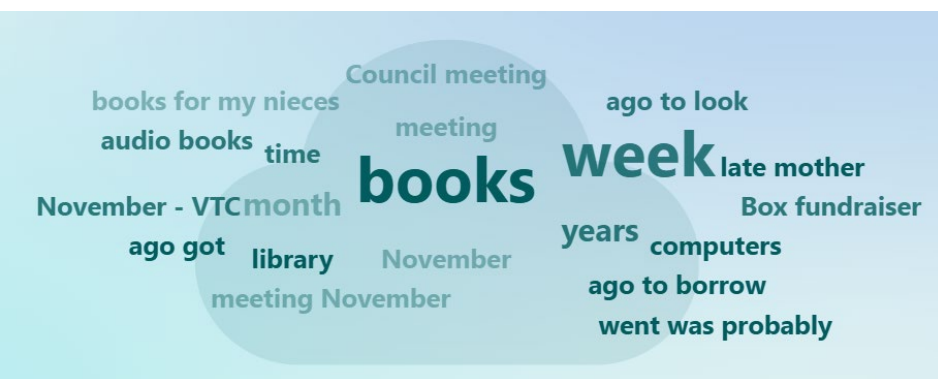 Council meeting
books for my nieces
ago to look
meeting
audio books
time
week
late mother
books
November - VTC
month
Box fundraiser
years
ago got
library
November
computers
meeting November
ago to borrow
went was probably